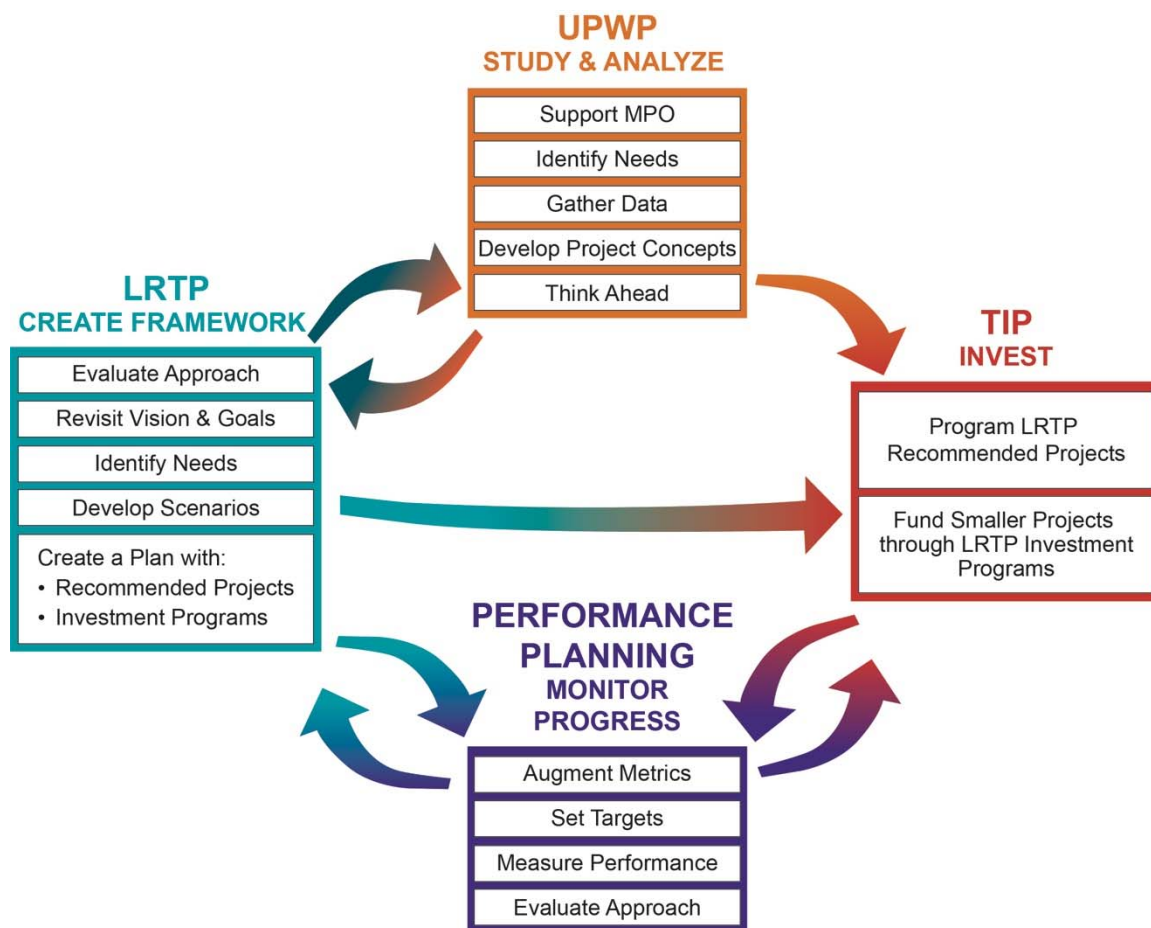 UPWP
STUDY & ANALYZE
Support MPO
Identify Needs
Gather Data
Develop Project Concepts
Think Ahead
LRTP
CREATE FRAMEWORK
Evaluate Approach
Revisit Vision & Goals
Identify Needs
Develop Scenarios
Create a Plan with:
• Recommended Projects
• Investment Programs
TIP
INVEST
Program LRTP
Recommended Projects
Fund Smaller Projects
through LRTP Investment
Programs
PERFORMANCE
PLANNING
MONITOR
PROGRESS
Augment Metrics
Set Targets
Measure Performance
Evaluate Approach